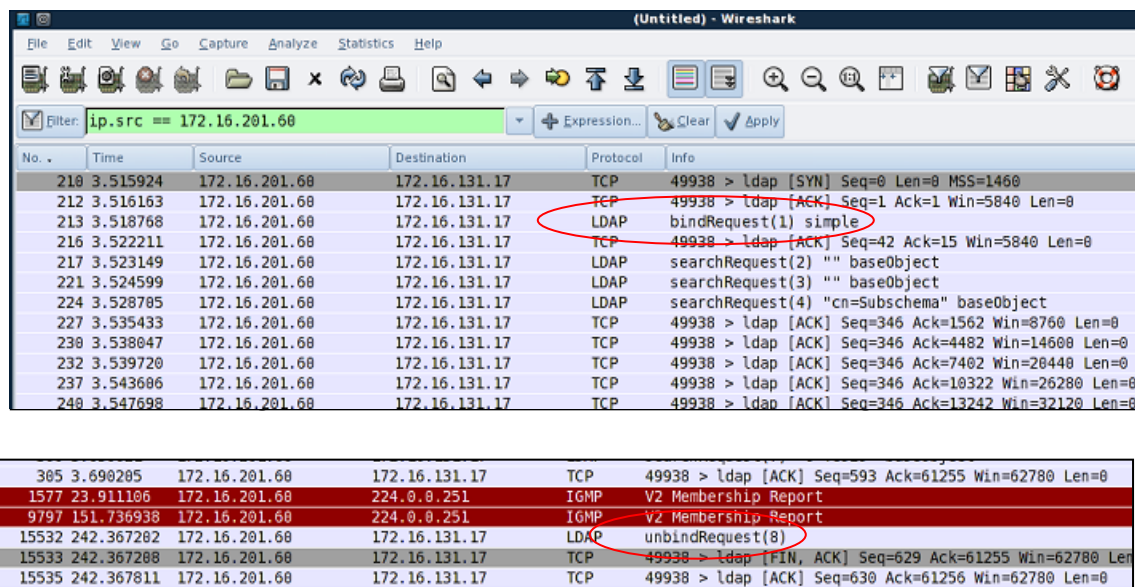 (Untitled) - Wireshark
File Edit View Go Capture Analyze Statistics Help
Filter: ip.src == 172.16.201.60 Expression... Clear Apply
No. . Time Source Destination Protocol Info
210 3.515924 172.16.201.60 172.16.131.17 TCP 49938 > ldap [SYN] Seq=0 Len=0 MSS=1460
212 3.516163 172.16.201.60 172.16.131.17 TCP 49938 > ldap [ACK] Seq=1 Ack=1 Win=5840 Len=0
213 3.518768 172.16.201.60 172.16.131.17 LDAP bindRequest(1) simple
216 3.522211 172.16.201.60 172.16.131.17 TCP 49938 > ldap [ACK] Seq=42 Ack=15 Win=5840 Len=0
217 3.523149 172.16.201.60 172.16.131.17 LDAP searchRequest(2) "" baseObject
221 3.524599 172.16.201.60 172.16.131.17 LDAP searchRequest(3) "" baseObject
224 3.528705 172.16.201.60 172.16.131.17 LDAP searchRequest(4) "cn=Subschema" baseObject
227 3.535433 172.16.201.60 172.16.131.17 TCP 49938 > ldap [ACK] Seq=346 Ack=1562 Win=8760 Len=0
230 3.538047 172.16.201.60 172.16.131.17 TCP 49938 > ldap [ACK] Seq=346 Ack=4482 Win=14600 Len=0
232 3.539720 172.16.201.60 172.16.131.17 TCP 49938 > ldap [ACK] Seq=346 Ack=7402 Win=20440 Len=0
237 3.543606 172.16.201.60 172.16.131.17 TCP 49938 > ldap [ACK] Seq=346 Ack=10322 Win=26280 Len=0
240 3.547698 172.16.201.60 172.16.131.17 TCP 49938 > ldap [ACK] Seq=346 Ack=13242 Win=32120 Len=0
305 3.690205 172.16.201.60 172.16.131.17 TCP 49938 > ldap [ACK] Seq=593 Ack=61255 Win=62780 Len=0
1577 23.911106 172.16.201.60 224.0.0.251 IGMP V2 Membership Report
9797 151.736938 172.16.201.60 224.0.0.251 IGMP V2 Membership Report
15532 242.367202 172.16.201.60 172.16.131.17 LDAP unbindRequest(8)
15533 242.367208 172.16.201.60 172.16.131.17 TCP 49938 > ldap [FIN, ACK] Seq=629 Ack=61255 Win=62780 Len
15535 242.367811 172.16.201.60 172.16.131.17 TCP 49938 > ldap [ACK] Seq=630 Ack=61256 Win=62780 Len=0